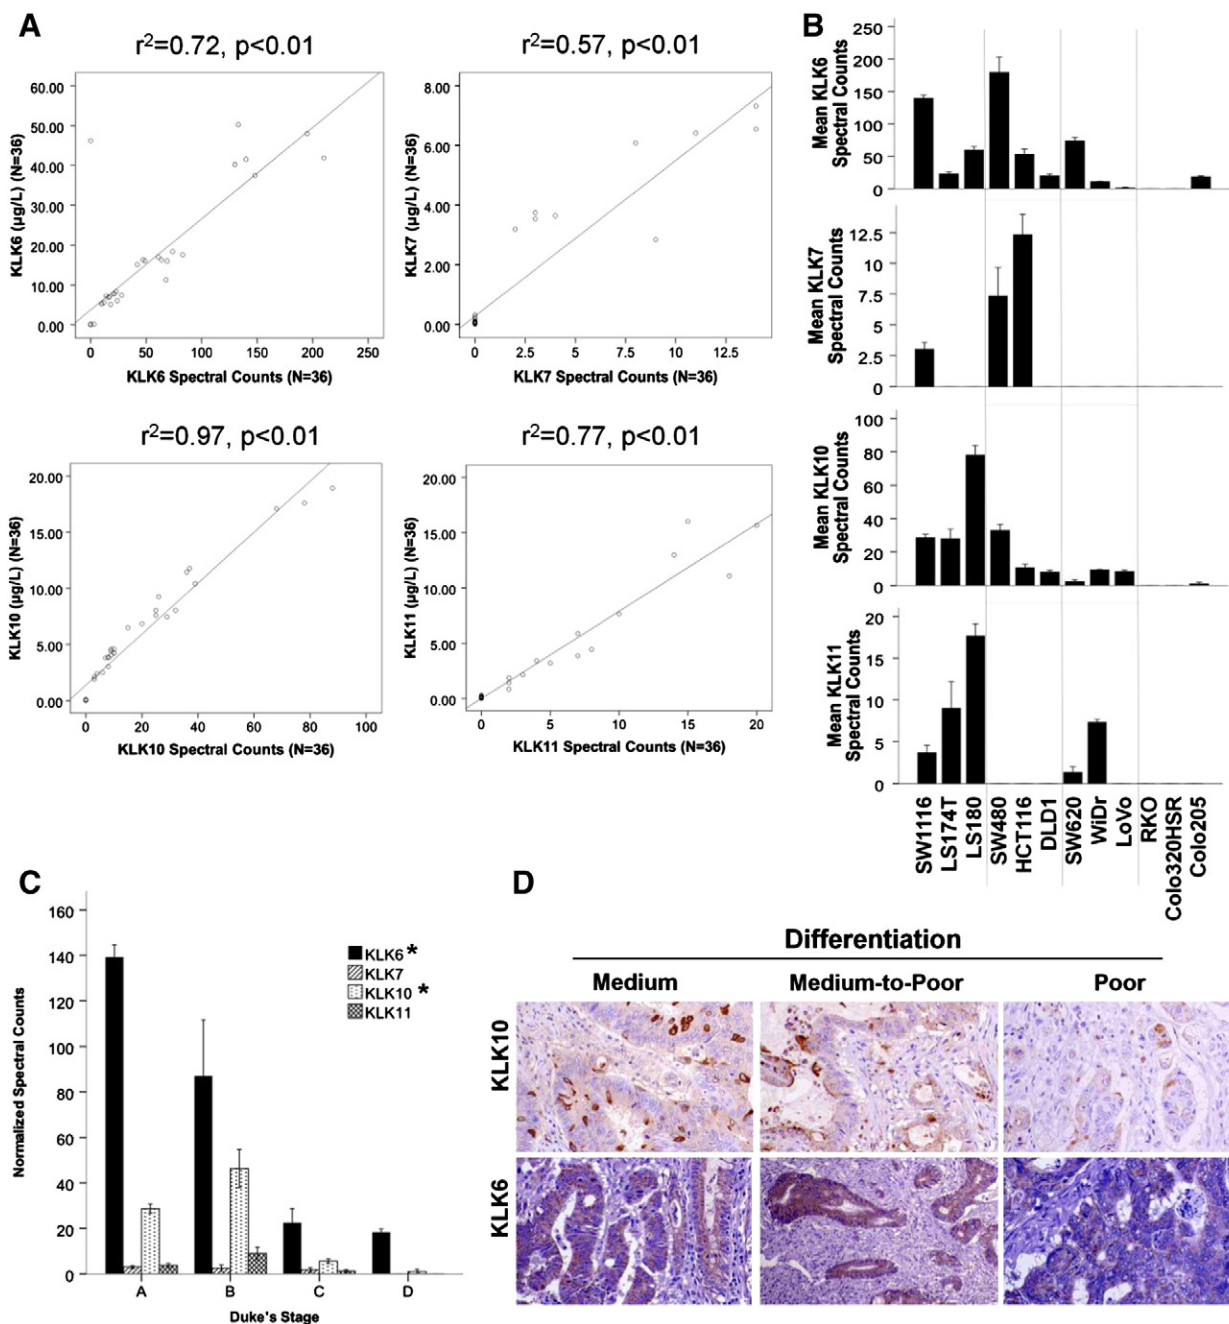 A
r²=0.72, p<0.01
60.00
50.00
40.00
30.00
20.00
10.00
0.00
KLK6 (µg/L) (N=36)
0 50 100 150 200 250
KLK6 Spectral Counts (N=36)
r²=0.57, p<0.01
8.00
6.00
4.00
2.00
0.00
KLK7 (µg/L) (N=36)
0 2.5 5 7.5 10 12.5
KLK7 Spectral Counts (N=36)
r²=0.97, p<0.01
20.00
15.00
10.00
5.00
0.00
KLK10 (µg/L) (N=36)
0 20 40 60 80 100
KLK10 Spectral Counts (N=36)
r²=0.77, p<0.01
20.00
15.00
10.00
5.00
0.00
KLK11 (µg/L) (N=36)
0 5 10 15 20
KLK11 Spectral Counts (N=36)
B
Mean KLK6
Spectral Counts
250
200
150
100
50
0
Mean KLK7
Spectral Counts
12.5
10
7.5
5
2.5
0
Mean KLK10
Spectral Counts
100
80
60
40
20
0
Mean KLK11
Spectral Counts
20
15
10
5
0
SW1116
LS174T
LS180
SW480
HCT116
DLD1
SW620
WiDr
LoVo
RKO
Colo320HSR
Colo205
C
Normalized Spectral Counts
160
140
120
100
80
60
40
20
0
KLK6 *
KLK7
KLK10 *
KLK11
A B C D
Duke's Stage
D
Differentiation
Medium Medium-to-Poor Poor
KLK10
KLK6